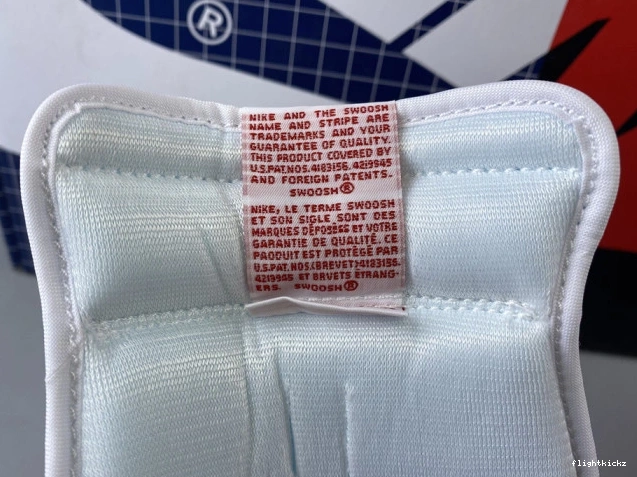 ®
NIKE AND THE SWOOSH
NAME AND STRIPE ARE
TRADEMARKS AND YOUR
GUARANTEE OF QUALITY.
THIS PRODUCT COVERED BY
U.S.PAT.NOS. 4183156. 4219945
AND FOREIGN PATENTS.
SWOOSH®
NIKE, LE TERME SWOOSH
ET SON SIGLE SONT DES
MARQUES DÉPOSÉES ET VOTRE
GARANTIE DE QUALITÉ. CE
PRODUIT EST PROTÉGÉ PAR
U.S.PAT. NOS.(BREVET)4183156.
4219945 ET BRVETS ÉTRANG-
ERS. SWOOSH®
flightkickz